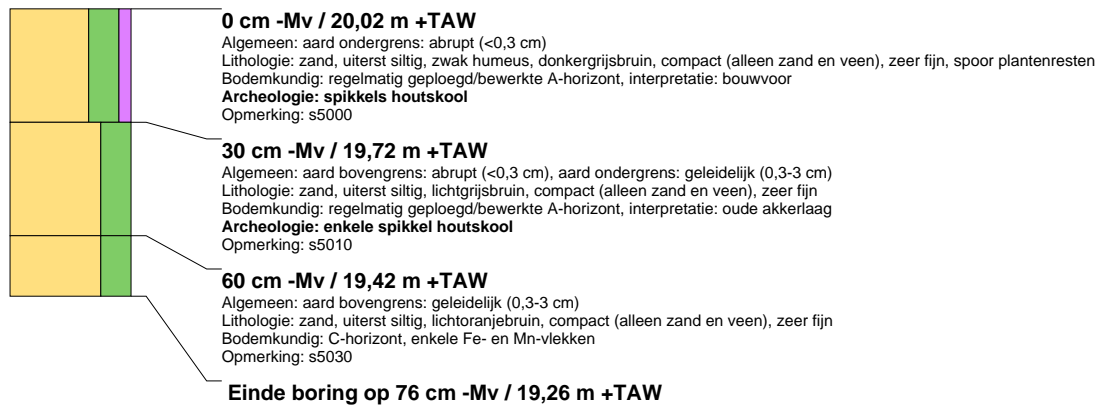 0 cm -Mv / 20,02 m +TAW
Algemeen: aard ondergrens: abrupt (<0,3 cm)
Lithologie: zand, uiterst siltig, zwak humeus, donkergrijsbruin, compact (alleen zand en veen), zeer fijn, spoor plantenresten
Bodemkundig: regelmatig geploegd/bewerkte A-horizont, interpretatie: bouwvoor
Archeologie: spikkels houtskool
Opmerking: s5000
30 cm -Mv / 19,72 m +TAW
Algemeen: aard bovengrens: abrupt (<0,3 cm), aard ondergrens: geleidelijk (0,3-3 cm)
Lithologie: zand, uiterst siltig, lichtgrijsbruin, compact (alleen zand en veen), zeer fijn
Bodemkundig: regelmatig geploegd/bewerkte A-horizont, interpretatie: oude akkerlaag
Archeologie: enkele spikkel houtskool
Opmerking: s5010
60 cm -Mv / 19,42 m +TAW
Algemeen: aard bovengrens: geleidelijk (0,3-3 cm)
Lithologie: zand, uiterst siltig, lichtoranjebruin, compact (alleen zand en veen), zeer fijn
Bodemkundig: C-horizont, enkele Fe- en Mn-vlekken
Opmerking: s5030
Einde boring op 76 cm -Mv / 19,26 m +TAW